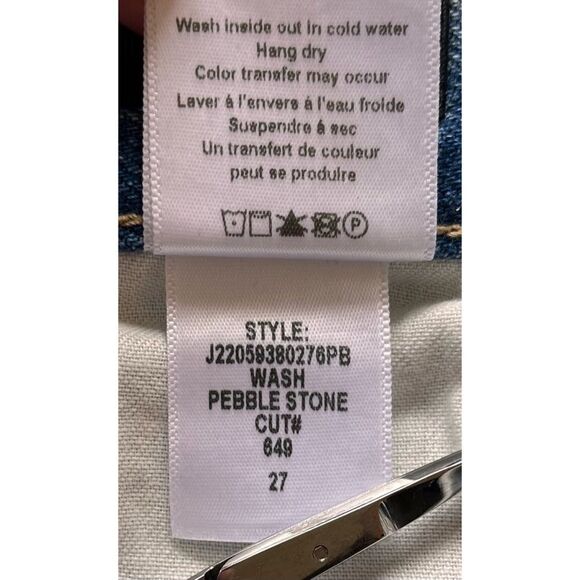 Wash inside out in cold water
Hang dry
Color transfer may occur
Laver à l'envers à l'eau froide
Suspendre à sec
Un transfert de couleur
peut se produire
P
STYLE:
J22059380276PB
WASH
PEBBLE STONE
CUT#
649
27